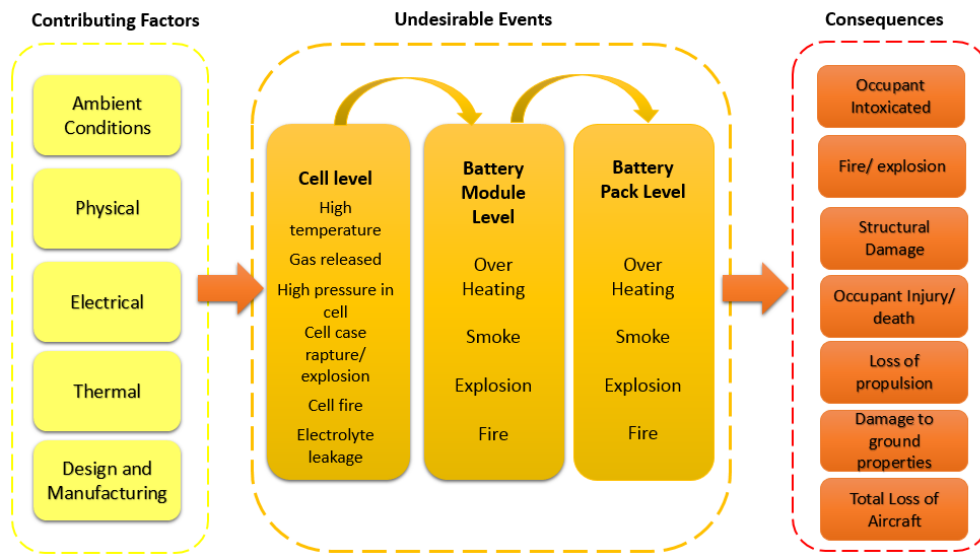 Contributing Factors
Ambient
Conditions
Physical
Electrical
Thermal
Design and
Manufacturing
Undesirable Events
Cell level
High
temperature
Gas released
High pressure in
cell
Cell case
rapture/
explosion
Cell fire
Electrolyte
leakage
Battery
Module
Level
Over
Heating
Smoke
Explosion
Fire
Battery
Pack Level
Over
Heating
Smoke
Explosion
Fire
Consequences
Occupant
Intoxicated
Fire/ explosion
Structural
Damage
Occupant Injury/
death
Loss of
propulsion
Damage to
ground
properties
Total Loss of
Aircraft